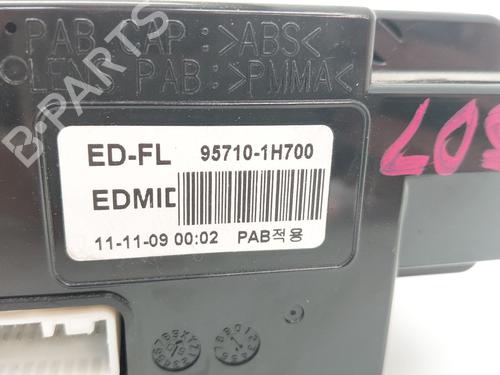 PAB CAP : >ABS<
LENS PAB : >PMMA<
ED-FL 95710-1H700
EDMID
11-11-09 00:02 PAB적용
B-PARTS